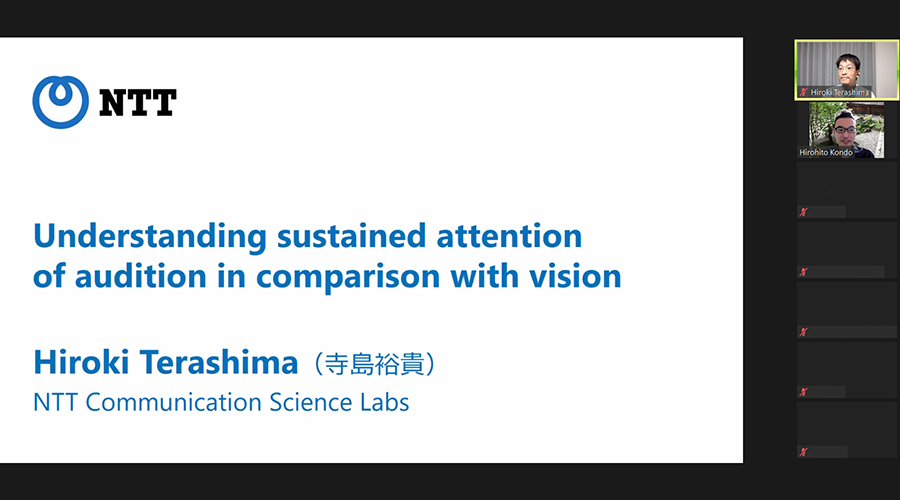 NTT
Understanding sustained attention
of audition in comparison with vision
Hiroki Terashima（寺島裕貴）
NTT Communication Science Labs
Hiroki Terashima
Hirohito Kondo